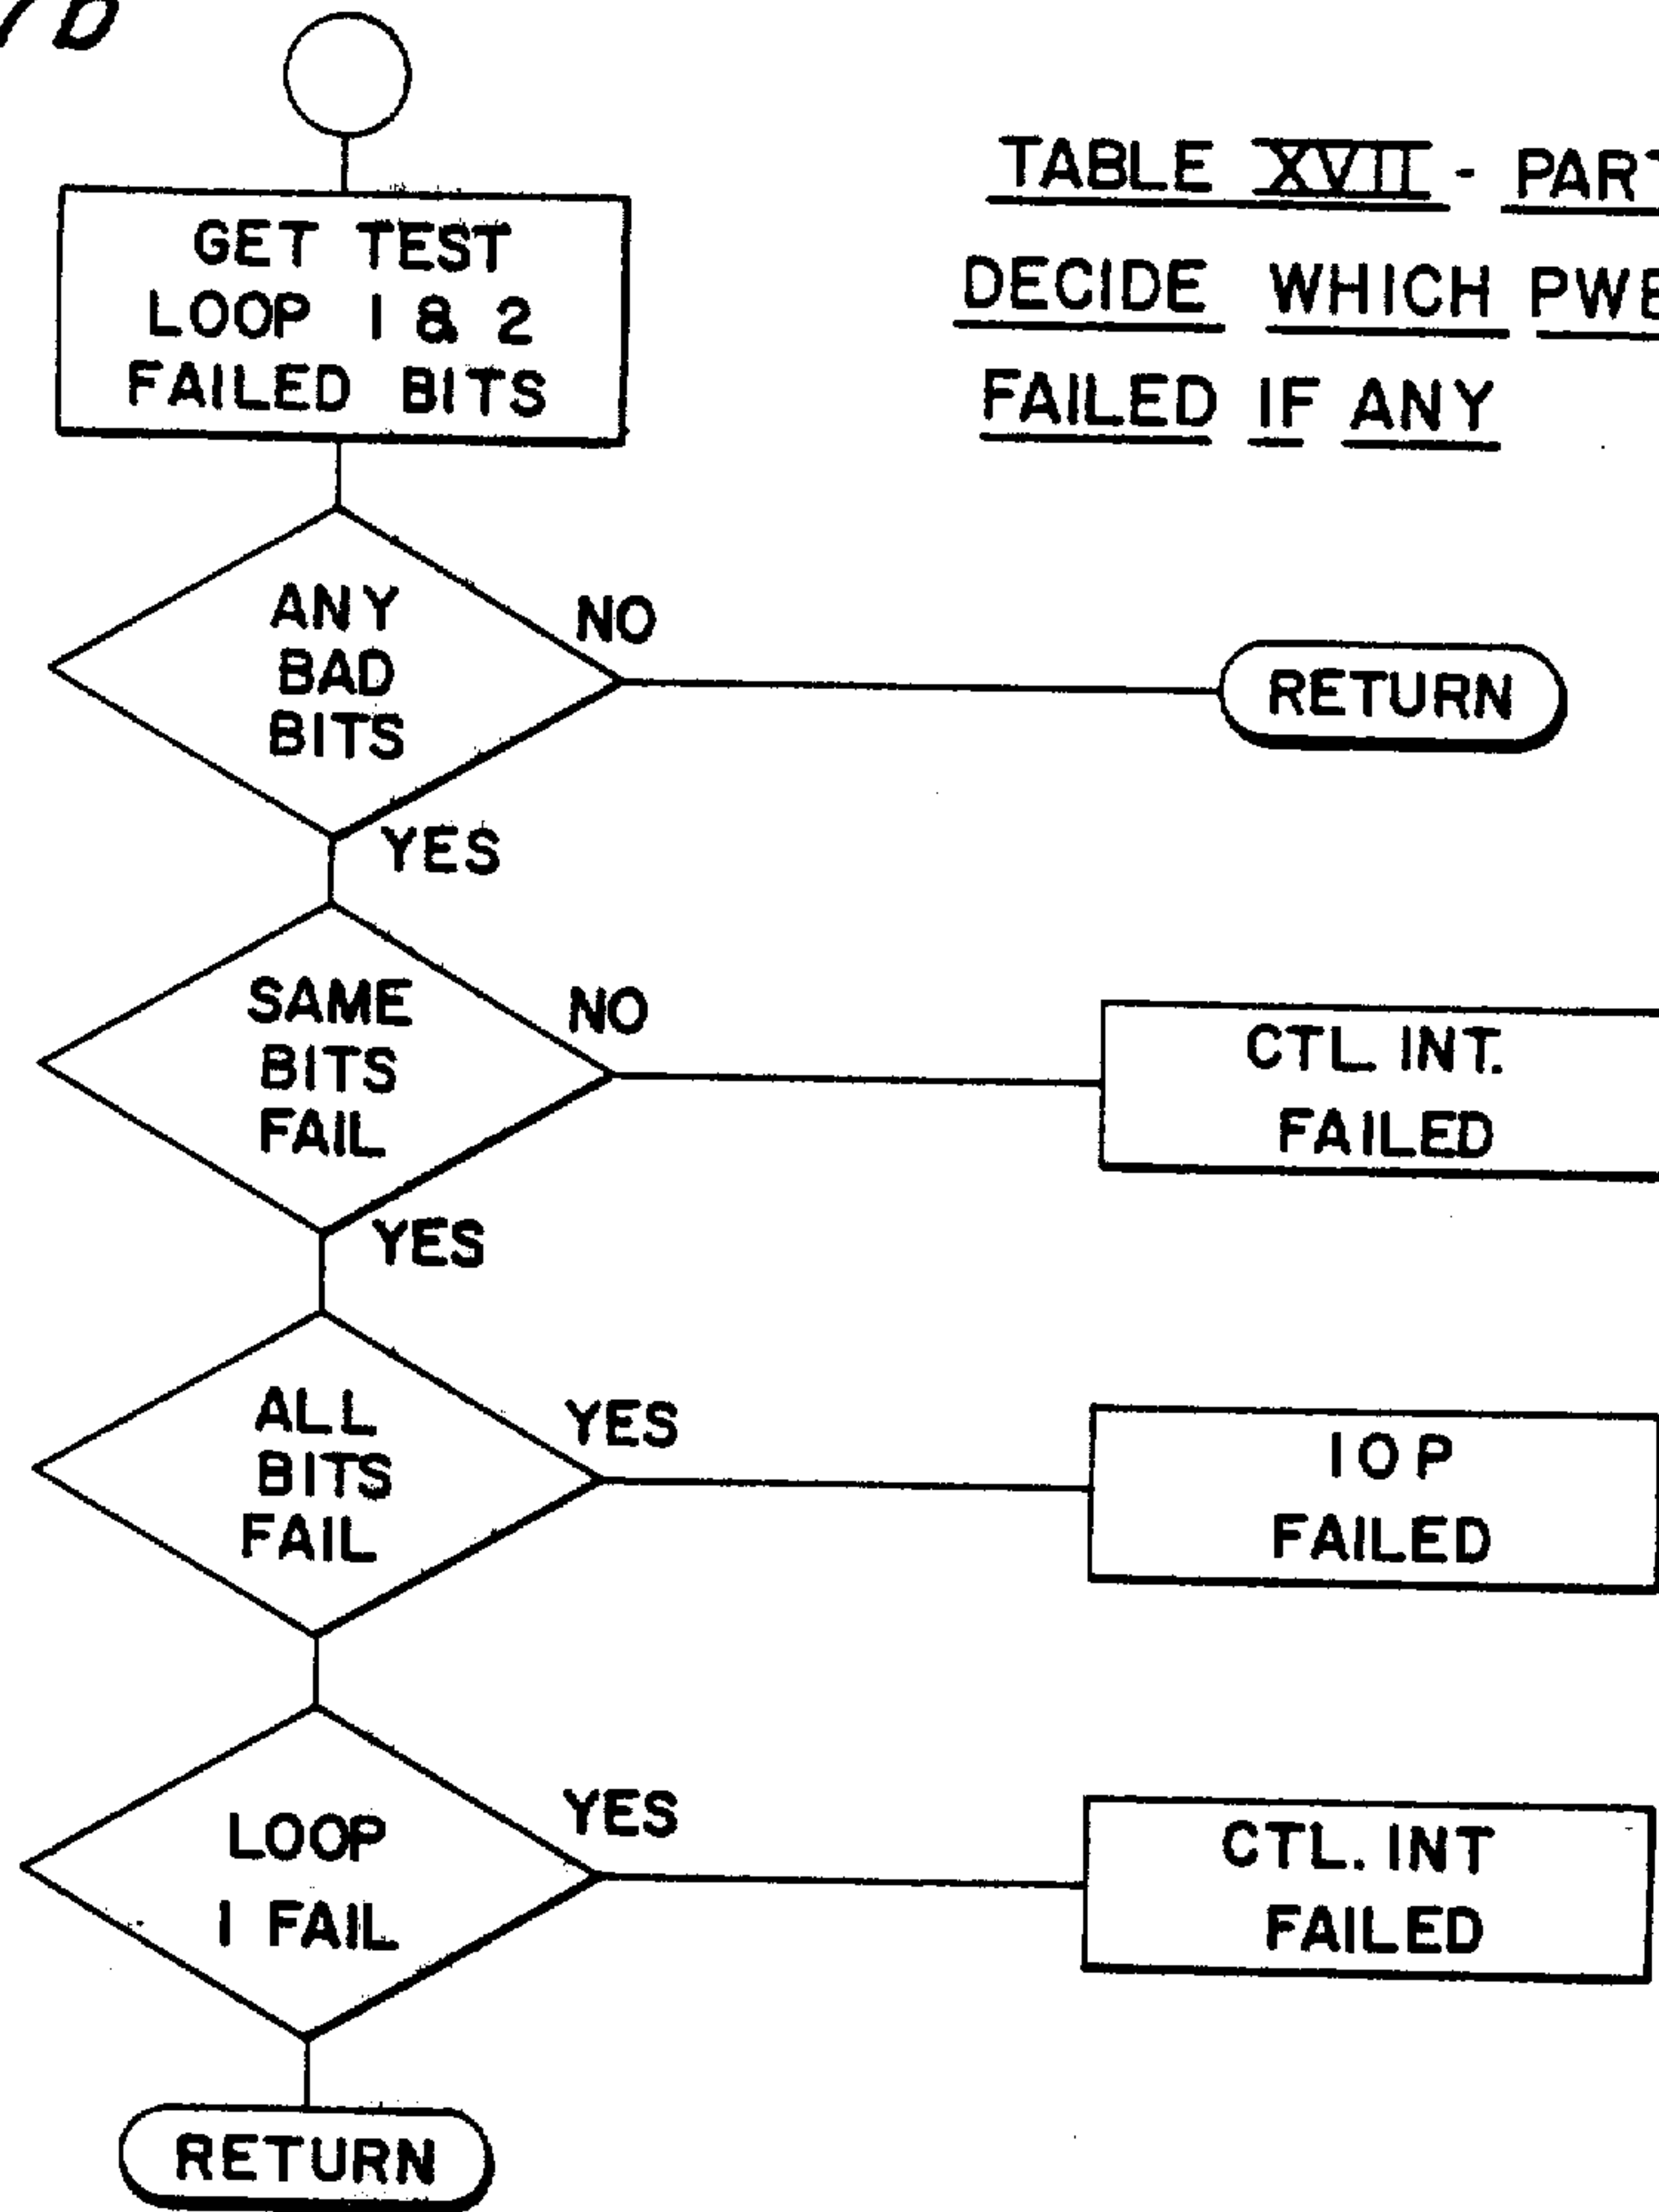 TABLE XVII -
DECIDE WHICH
FAILED IF ANY
GET TEST
LOOP 1 & 2
FAILED BITS
ANY
BAD
BITS
NO
RETURN
YES
SAME
BITS
FAIL
NO
CTL INT.
FAILED
YES
ALL
BITS
FAIL
YES
IOP
FAILED
LOOP
1 FAIL
YES
CTL. INT
FAILED
RETURN